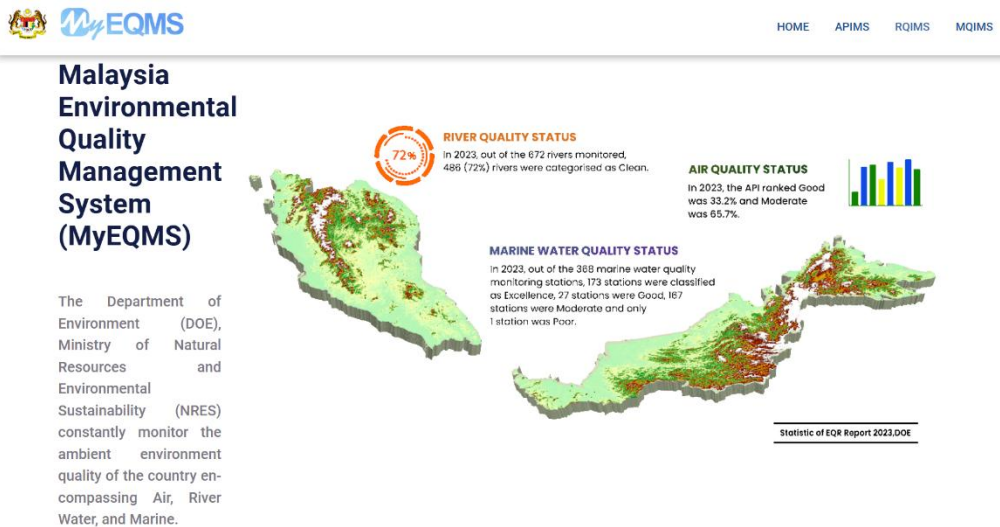 MyEQMS
HOME APIMS RQIMS MQIMS
Malaysia
Environmental
Quality
Management
System
(MyEQMS)
The Department of
Environment (DOE),
Ministry of Natural
Resources and
Environmental
Sustainability (NRES)
constantly monitor the
ambient environment
quality of the country en-
compassing Air, River
Water, and Marine.
72%
RIVER QUALITY STATUS
In 2023, out of the 672 rivers monitored,
486 (72%) rivers were categorised as Clean.
AIR QUALITY STATUS
In 2023, the API ranked Good
was 33.2% and Moderate
was 65.7%.
MARINE WATER QUALITY STATUS
In 2023, out of the 368 marine water quality
monitoring stations, 173 stations were classified
as Excellence, 27 stations were Good, 167
stations were Moderate and only
1 station was Poor.
Statistic of EQR Report 2023,DOE